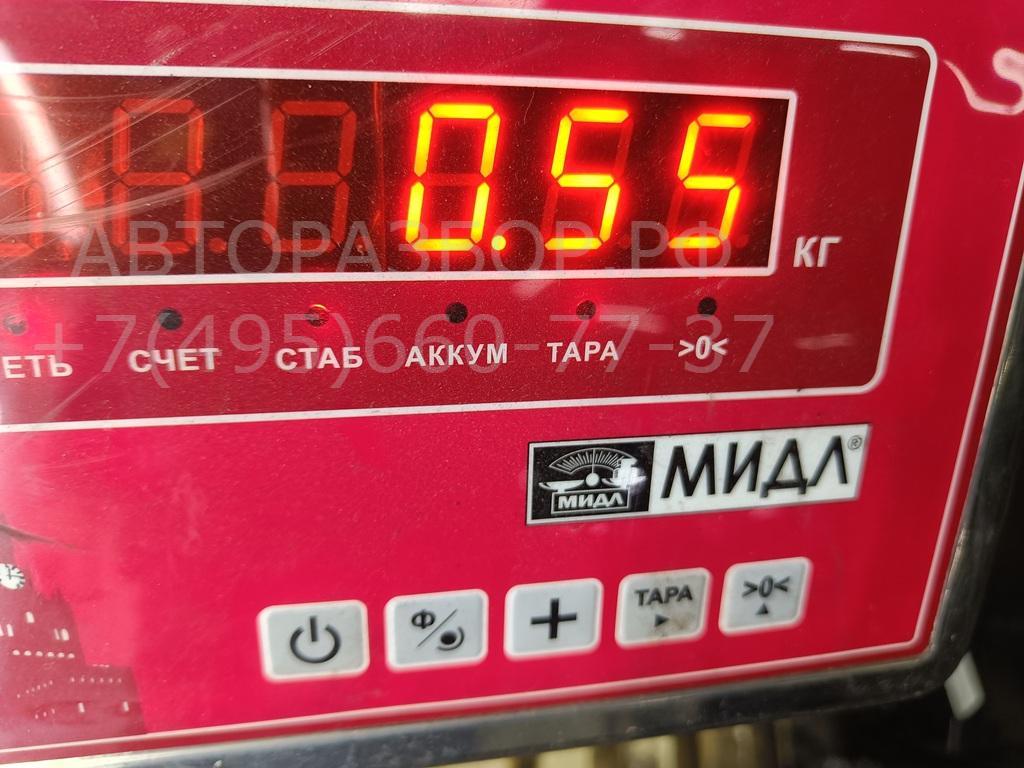 0.55
КГ
АВТОРАЗБОР.РФ
+7(495)660-77-37
ЕТЬ СЧЕТ СТАБ АККУМ ТАРА >0<
МИДЛ МИДЛ®
Ф ТАРА >0<